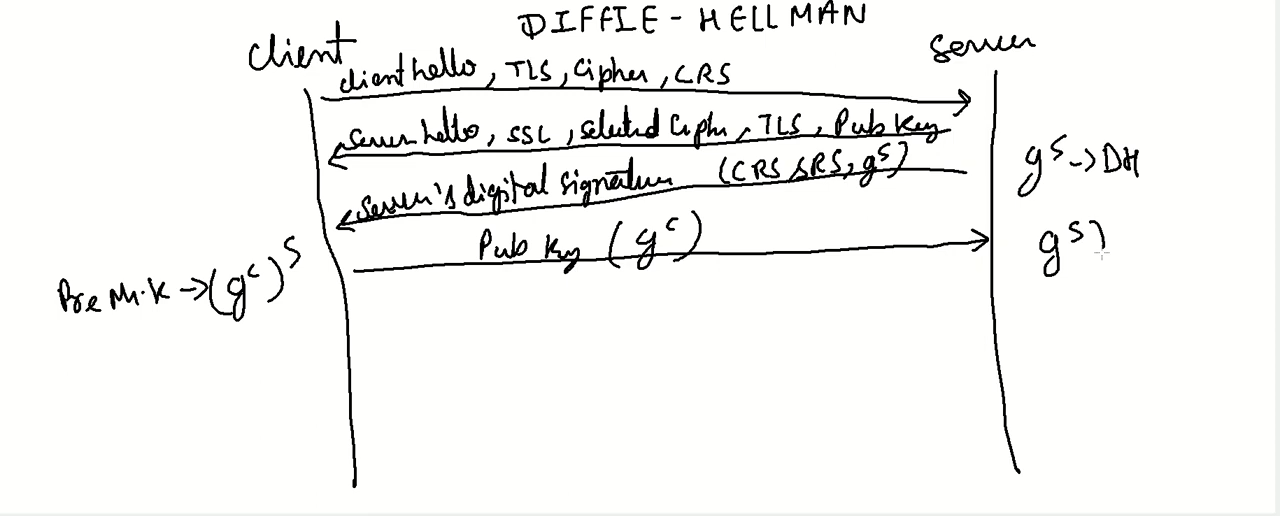 DIFFIE - HELLMAN
client
server
client hello, TLS, Cipher, CRS
Server hello, SSL, selected Ciphr, TLS, Pub Key
Server's digital signature (CRS, SRS, g^s)
g^s -> DH
Pub key (g^c)
g^s)
Pre M.K -> (g^c)^s